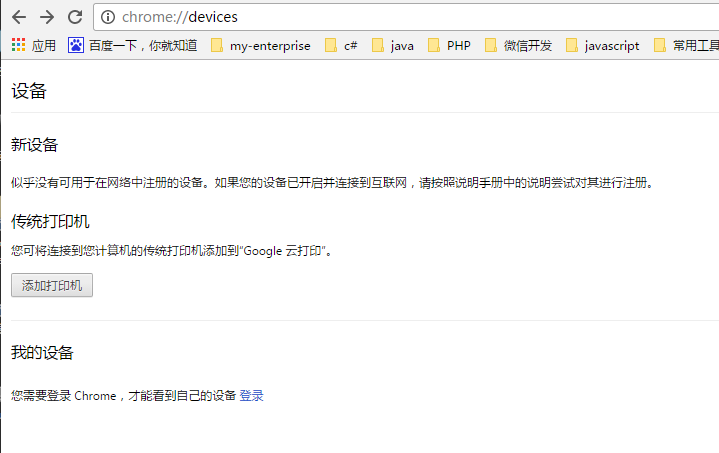 chrome://devices
应用 百度一下，你就知道 my-enterprise c# java PHP 微信开发 javascript 常用工具
设备
新设备
似乎没有可用于在网络中注册的设备。如果您的设备已开启并连接到互联网，请按照说明手册中的说明尝试对其进行注册。
传统打印机
您可将连接到您计算机的传统打印机添加到“Google 云打印”。
添加打印机
我的设备
您需要登录 Chrome，才能看到自己的设备 登录